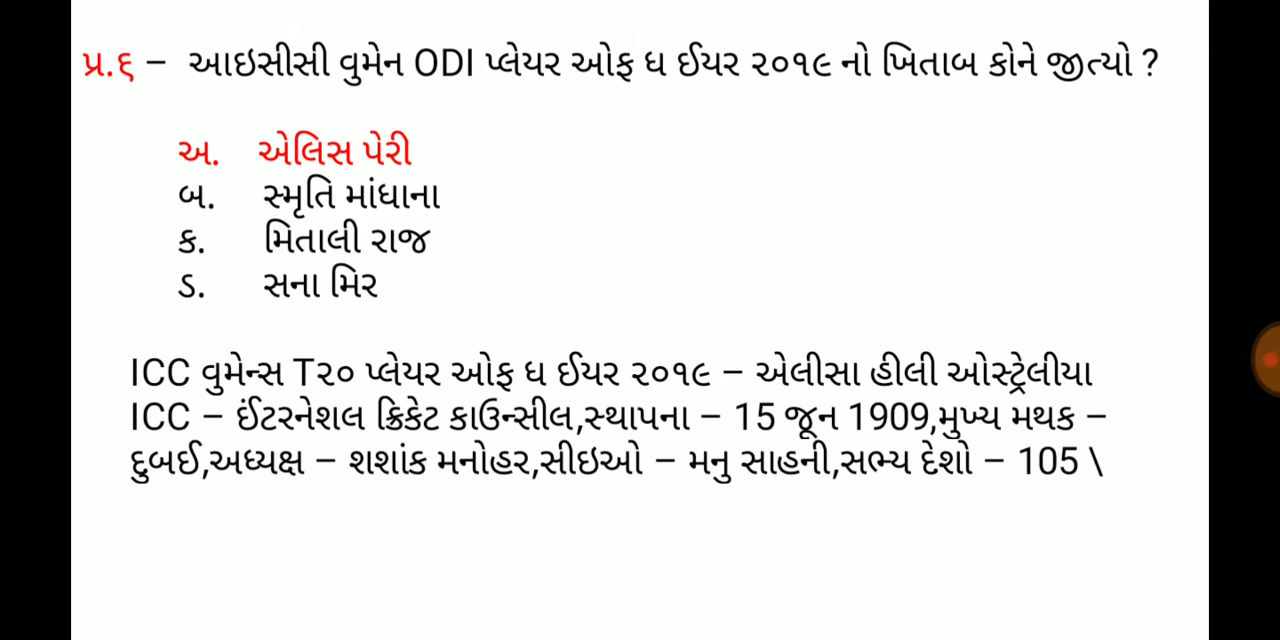 પ્ર.૬ – આઇસીસી વુમેન ODI પ્લેયર ઓફ ધ ઈયર ૨૦૧૯ નો ખિતાબ કોને જીત્યો ?
અ. એલિસ પેરી
બ. સ્મૃતિ માંધાના
ક. મિતાલી રાજ
ડ. સના મિર
ICC વુમેન્સ T૨૦ પ્લેયર ઓફ ધ ઈયર ૨૦૧૯ – એલીસા હીલી ઓસ્ટ્રેલીયા
ICC – ઈંટરનેશલ ક્રિકેટ કાઉન્સીલ,સ્થાપના – 15 જૂન 1909,મુખ્ય મથક –
દુબઈ,અધ્યક્ષ – શશાંક મનોહર,સીઇઓ – મનુ સાહની,સભ્ય દેશો – 105 \